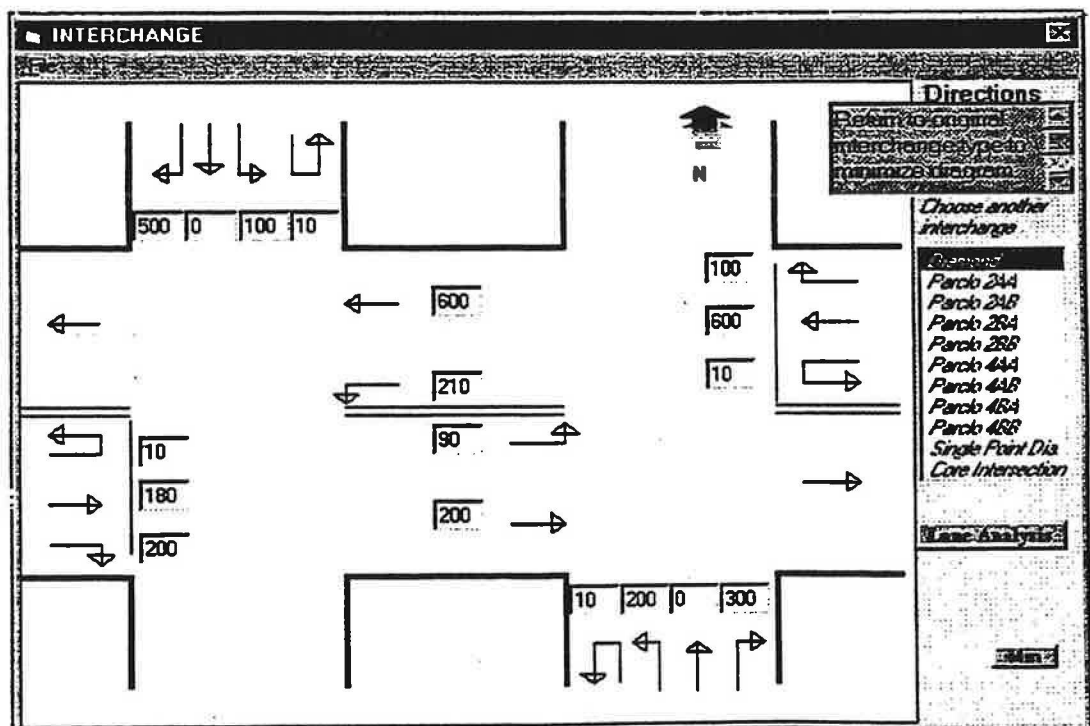 INTERCHANGE
File
Directions
Return to original
interchange type to
minimize diagram
N
Choose another
interchange
Diamond
Parclo 2AA
Parclo 2AB
Parclo 2BA
Parclo 2BB
Parclo 4AA
Parclo 4AB
Parclo 4BA
Parclo 4BB
Single Point Dia.
Core Intersection
500 0 100 10
100
600
600
10
210
90
10
180
200
200
Lane Analysis
10 200 0 300